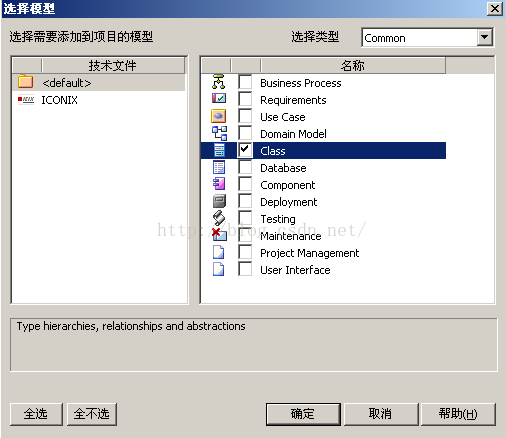 选择模型
选择需要添加到项目的模型
选择类型 Common
技术文件
<default>
ICONIX
名称
Business Process
Requirements
Use Case
Domain Model
Class
Database
Component
Deployment
Testing
http://blog.csdn.net/
Maintenance
Project Management
User Interface
Type hierarchies, relationships and abstractions
全选 全不选 确定 取消 帮助(H)